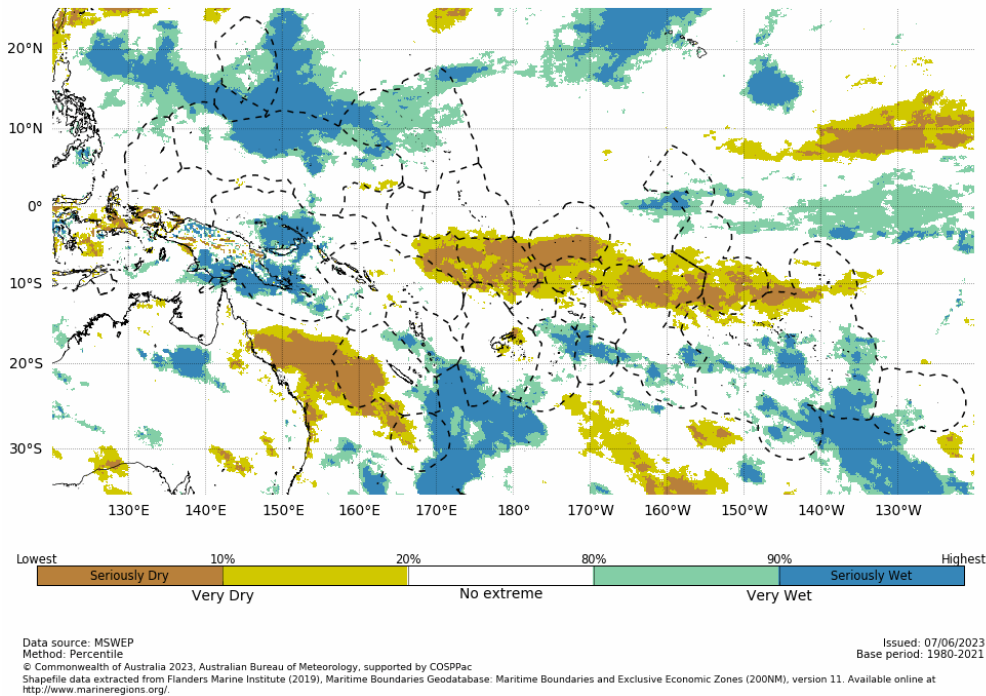 20°N
10°N
0°
10°S
20°S
30°S
130°E 140°E 150°E 160°E 170°E 180° 170°W 160°W 150°W 140°W 130°W
Lowest 10% 20% 80% 90% Highest
Seriously Dry Seriously Wet
Very Dry No extreme Very Wet
Data source: MSWEP Issued: 07/06/2023
Method: Percentile Base period: 1980-2021
© Commonwealth of Australia 2023, Australian Bureau of Meteorology, supported by COSPPac
Shapefile data extracted from Flanders Marine Institute (2019), Maritime Boundaries Geodatabase: Maritime Boundaries and Exclusive Economic Zones (200NM), version 11. Available online at
http://www.marineregions.org/.